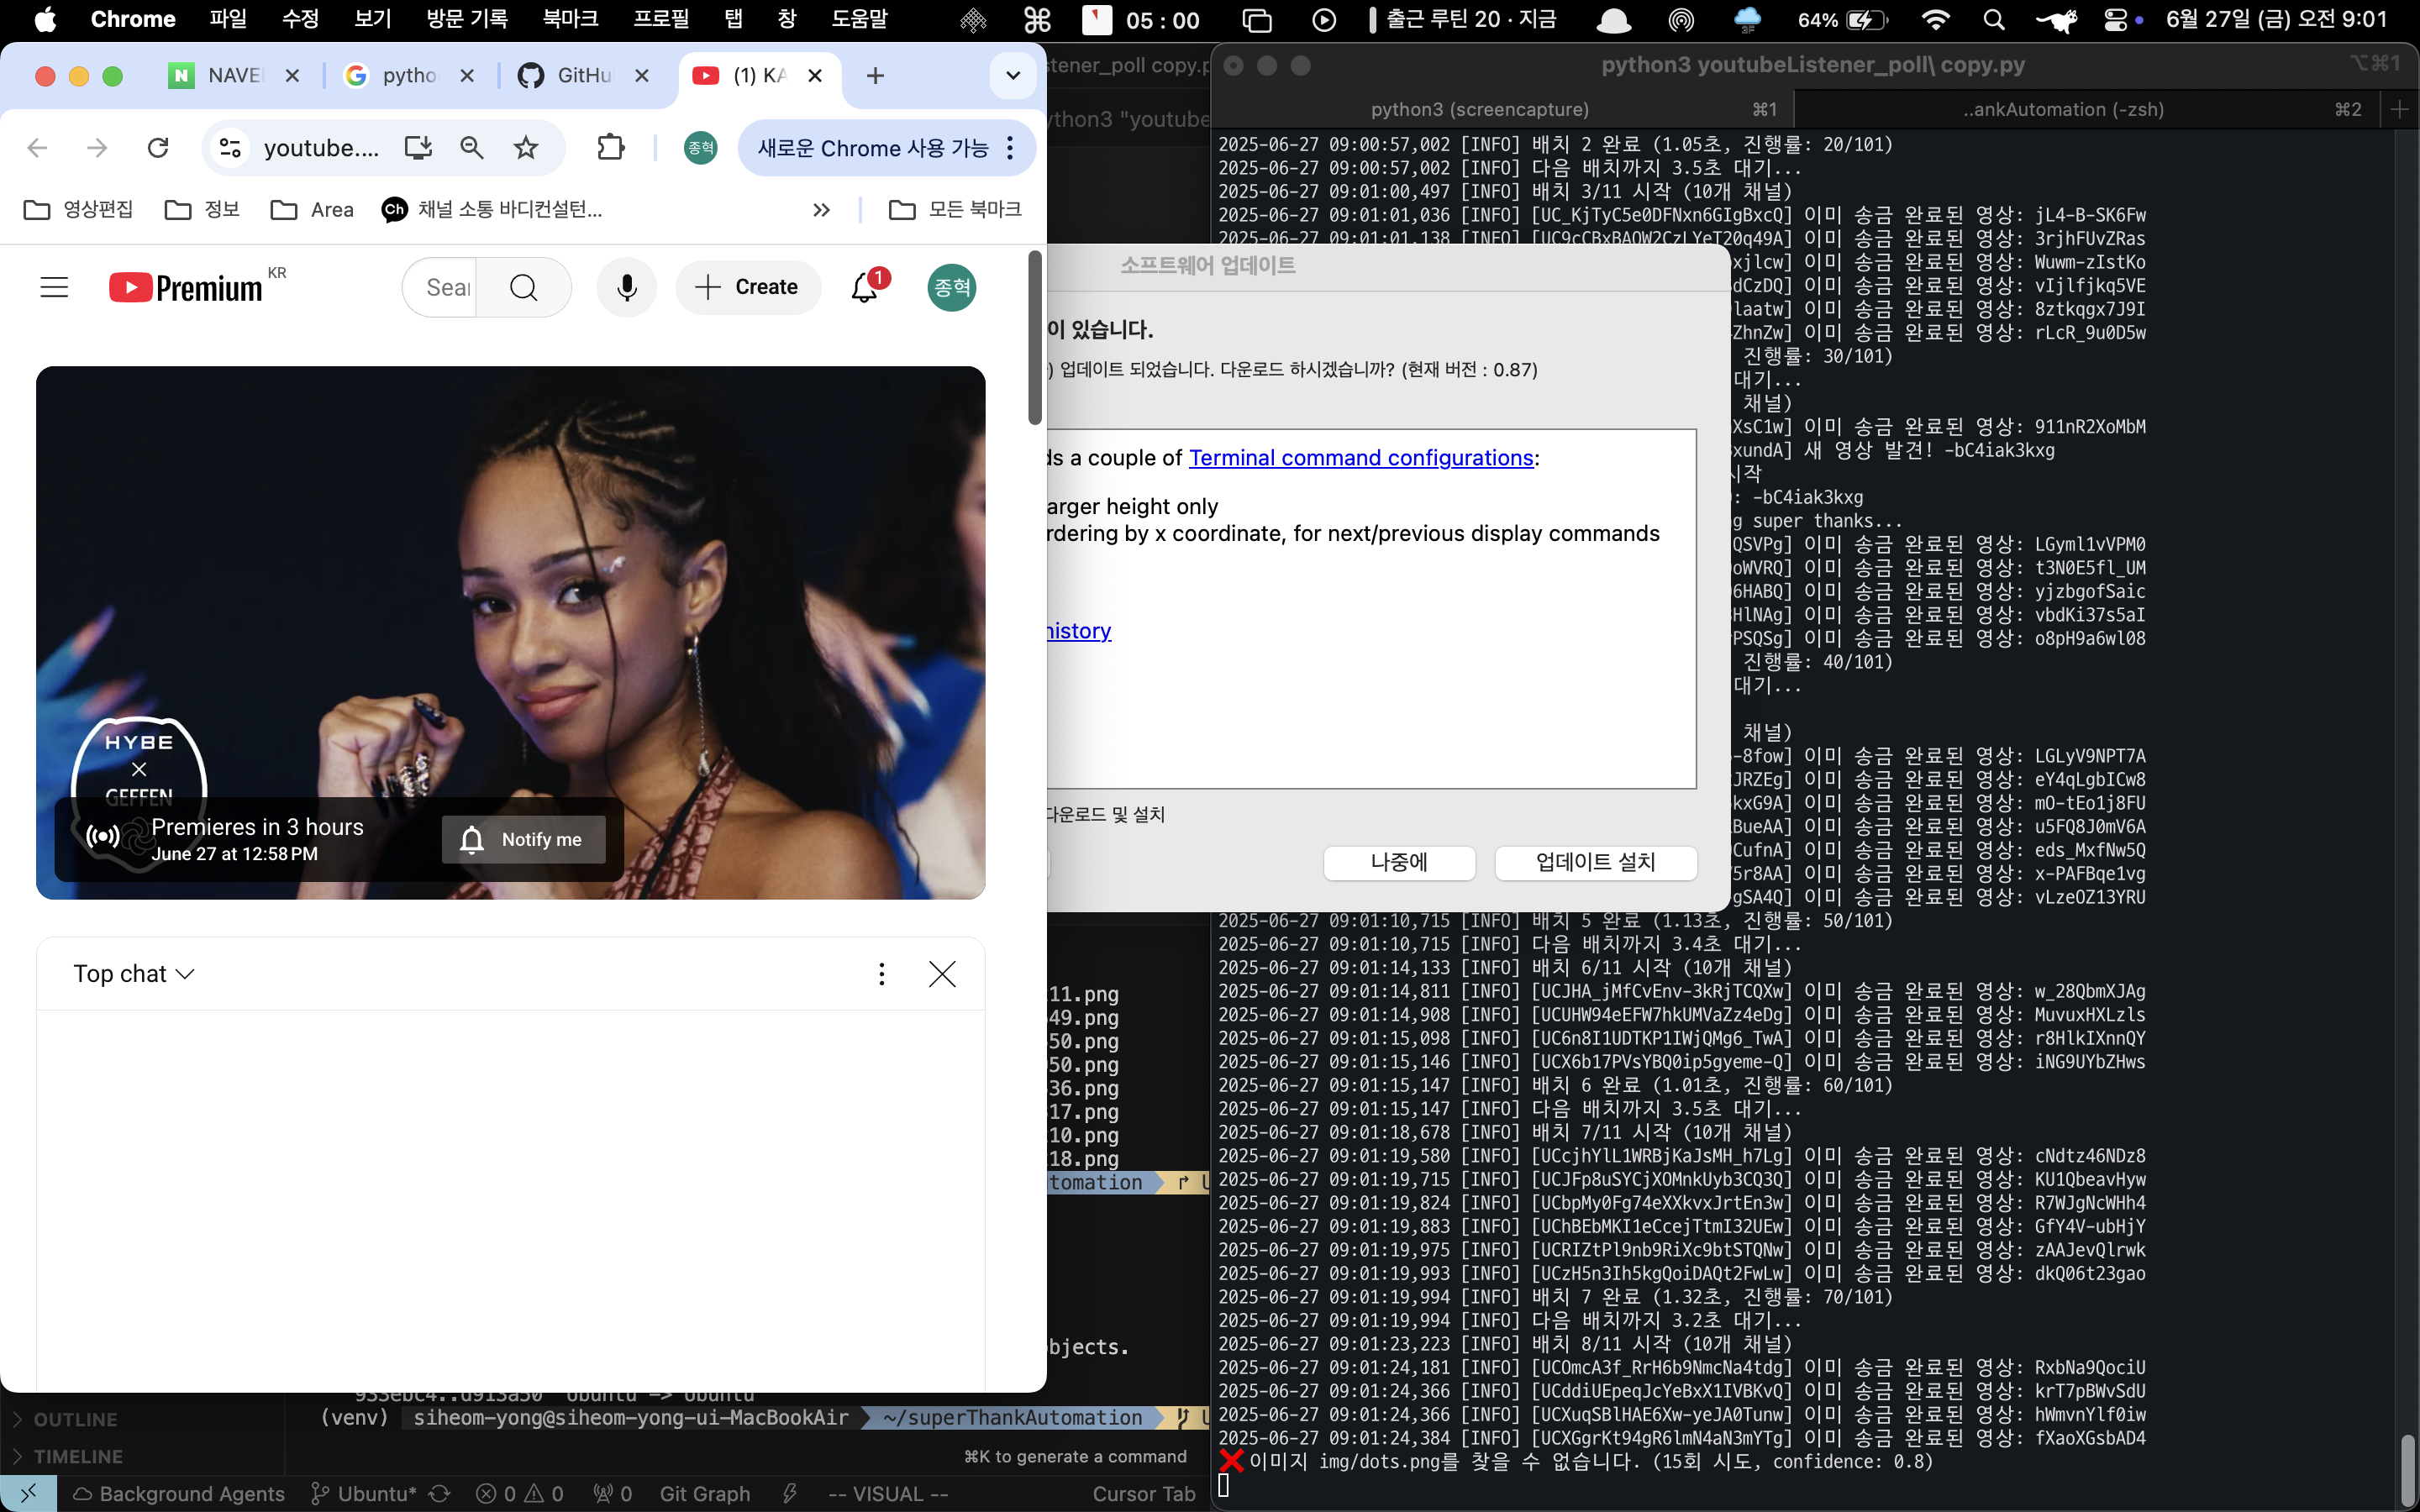 Chrome 파일 수정 보기 방문 기록 북마크 프로필 탭 창 도움말 05 : 00 출근 루틴 20 · 지금 3F 64% 6월 27일 (금) 오전 9:01
NAVE pytho GitHu (1) KA
youtube.... 종혁 새로운 Chrome 사용 가능
영상편집 정보 Area Ch 채널 소통 바디컨설턴... 모든 북마크
Premium KR Sear Create 1 종혁
HYBE
×
GEFFEN
Premieres in 3 hours
June 27 at 12:58 PM
Notify me
Top chat
stener_poll copy.p
ython3 "youtube
소프트웨어 업데이트
이 있습니다.
) 업데이트 되었습니다. 다운로드 하시겠습니까? (현재 버전 : 0.87)
ds a couple of Terminal command configurations:
arger height only
rdering by x coordinate, for next/previous display commands
history
다운로드 및 설치
나중에 업데이트 설치
11.png
49.png
50.png
50.png
36.png
17.png
10.png
18.png
tomation
bjects.
933ebc4..d913a50 Ubuntu -> Ubuntu
(venv) siheom-yong@siheom-yong-ui-MacBookAir ~/superThankAutomation
OUTLINE
TIMELINE
⌘K to generate a command
Background Agents Ubuntu* 0 0 0 Git Graph -- VISUAL -- Cursor Tab
python3 youtubeListener_poll\ copy.py ⌥⌘1
python3 (screencapture) ⌘1 ..ankAutomation (-zsh) ⌘2
2025-06-27 09:00:57,002 [INFO] 배치 2 완료 (1.05초, 진행률: 20/101)
2025-06-27 09:00:57,002 [INFO] 다음 배치까지 3.5초 대기...
2025-06-27 09:01:00,497 [INFO] 배치 3/11 시작 (10개 채널)
2025-06-27 09:01:01,036 [INFO] [UC_KjTyC5e0DFNxn6GIgBxcQ] 이미 송금 완료된 영상: jL4-B-SK6Fw
2025-06-27 09:01:01,138 [INFO] [UC9cCBxBAOW2CzLYeT20q49A] 이미 송금 완료된 영상: 3rjhFUvZRas
xjlcw] 이미 송금 완료된 영상: Wuwm-zIstKo
dCzDQ] 이미 송금 완료된 영상: vIjlfjkq5VE
laatw] 이미 송금 완료된 영상: 8ztkqgx7J9I
ZhnZw] 이미 송금 완료된 영상: rLcR_9u0D5w
진행률: 30/101)
대기...
채널)
XsC1w] 이미 송금 완료된 영상: 911nR2XoMbM
xundA] 새 영상 발견! -bC4iak3kxg
시작
: -bC4iak3kxg
g super thanks...
QSVPg] 이미 송금 완료된 영상: LGyml1vVPM0
oWVRQ] 이미 송금 완료된 영상: t3N0E5fl_UM
6HABQ] 이미 송금 완료된 영상: yjzbgofSaic
HlNAg] 이미 송금 완료된 영상: vbdKi37s5aI
PSQSg] 이미 송금 완료된 영상: o8pH9a6wl08
진행률: 40/101)
대기...
채널)
-8fow] 이미 송금 완료된 영상: LGLyV9NPT7A
JRZEg] 이미 송금 완료된 영상: eY4qLgbICw8
kxG9A] 이미 송금 완료된 영상: mO-tEo1j8FU
BueAA] 이미 송금 완료된 영상: u5FQ8J0mV6A
CufnA] 이미 송금 완료된 영상: eds_MxfNw5Q
5r8AA] 이미 송금 완료된 영상: x-PAFBqe1vg
gSA4Q] 이미 송금 완료된 영상: vLzeOZ13YRU
2025-06-27 09:01:10,715 [INFO] 배치 5 완료 (1.13초, 진행률: 50/101)
2025-06-27 09:01:10,715 [INFO] 다음 배치까지 3.4초 대기...
2025-06-27 09:01:14,133 [INFO] 배치 6/11 시작 (10개 채널)
2025-06-27 09:01:14,811 [INFO] [UCJHA_jMfCvEnv-3kRjTCQXw] 이미 송금 완료된 영상: w_28QbmXJAg
2025-06-27 09:01:14,908 [INFO] [UCUHW94eEFW7hkUMVaZz4eDg] 이미 송금 완료된 영상: MuvuxHXLzls
2025-06-27 09:01:15,098 [INFO] [UC6n8I1UDTKP1IWjQMg6_TwA] 이미 송금 완료된 영상: r8HlkIXnnQY
2025-06-27 09:01:15,146 [INFO] [UCX6b17PVsYBQ0ip5gyeme-Q] 이미 송금 완료된 영상: iNG9UYbZHws
2025-06-27 09:01:15,147 [INFO] 배치 6 완료 (1.01초, 진행률: 60/101)
2025-06-27 09:01:15,147 [INFO] 다음 배치까지 3.5초 대기...
2025-06-27 09:01:18,678 [INFO] 배치 7/11 시작 (10개 채널)
2025-06-27 09:01:19,580 [INFO] [UCcjhYlL1WRBjKaJsMH_h7Lg] 이미 송금 완료된 영상: cNdtz46NDz8
2025-06-27 09:01:19,715 [INFO] [UCJFp8uSYCjXOMnkUyb3CQ3Q] 이미 송금 완료된 영상: KU1QbeavHyw
2025-06-27 09:01:19,824 [INFO] [UCbpMy0Fg74eXXkvxJrtEn3w] 이미 송금 완료된 영상: R7WJgNcWHh4
2025-06-27 09:01:19,883 [INFO] [UChBEbMKI1eCcejTtmI32UEw] 이미 송금 완료된 영상: GfY4V-ubHjY
2025-06-27 09:01:19,975 [INFO] [UCRIZtPl9nb9RiXc9btSTQNw] 이미 송금 완료된 영상: zAAJevQlrwk
2025-06-27 09:01:19,993 [INFO] [UCzH5n3Ih5kgQoiDAQt2FwLw] 이미 송금 완료된 영상: dkQ06t23gao
2025-06-27 09:01:19,994 [INFO] 배치 7 완료 (1.32초, 진행률: 70/101)
2025-06-27 09:01:19,994 [INFO] 다음 배치까지 3.2초 대기...
2025-06-27 09:01:23,223 [INFO] 배치 8/11 시작 (10개 채널)
2025-06-27 09:01:24,181 [INFO] [UCOmcA3f_RrH6b9NmcNa4tdg] 이미 송금 완료된 영상: RxbNa9QociU
2025-06-27 09:01:24,366 [INFO] [UCddiUEpeqJcYeBxX1IVBKvQ] 이미 송금 완료된 영상: krT7pBWvSdU
2025-06-27 09:01:24,366 [INFO] [UCXuqSBlHAE6Xw-yeJA0Tunw] 이미 송금 완료된 영상: hWmvnYlf0iw
2025-06-27 09:01:24,384 [INFO] [UCXGgrKt94gR6lmN4aN3mYTg] 이미 송금 완료된 영상: fXaoXGsbAD4
❌이미지 img/dots.png를 찾을 수 없습니다. (15회 시도, confidence: 0.8)